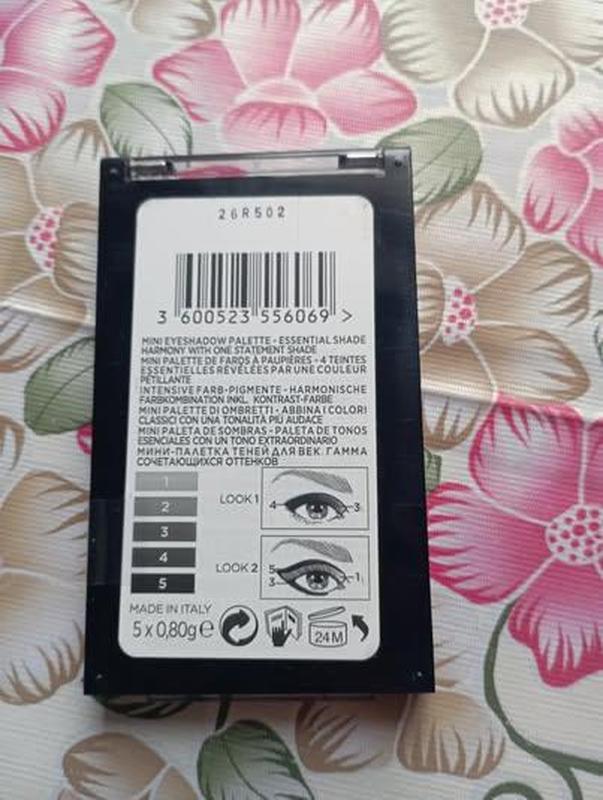 26R502
3 600523 556069 >
MINI EYESHADOW PALETTE - ESSENTIAL SHADE
HARMONY WITH ONE STATEMENT SHADE
MINI PALETTE DE FARDS À PAUPIÈRES - 4 TEINTES
ESSENTIELLES RÉVÉLÉES PAR UNE COULEUR
PÉTILLANTE
INTENSIVE FARB-PIGMENTE - HARMONISCHE
FARBKOMBINATION INKL. KONTRAST-FARBE
MINI PALETTE DI OMBRETTI - ABBINA I COLORI
CLASSICI CON UNA TONALITÀ PIÙ AUDACE
MINI PALETA DE SOMBRAS - PALETA DE TONOS
ESENCIALES CON UN TONO EXTRAORDINARIO
МИНИ-ПАЛЕТКА ТЕНЕЙ ДЛЯ ВЕК. ГАММА
СОЧЕТАЮЩИХСЯ ОТТЕНКОВ
1
2
3
4
5
LOOK 1
4 3
LOOK 2
5
3 1
MADE IN ITALY
5 x 0,80g e
24M